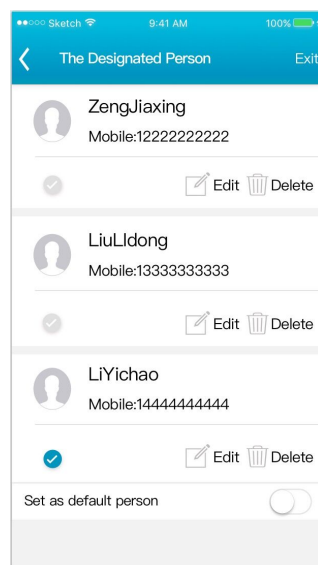 Sketch 9:41 AM 100%
The Designated Person Exit
ZengJiaxing
Mobile:12222222222
Edit Delete
LiuLIdong
Mobile:13333333333
Edit Delete
LiYichao
Mobile:14444444444
Edit Delete
Set as default person